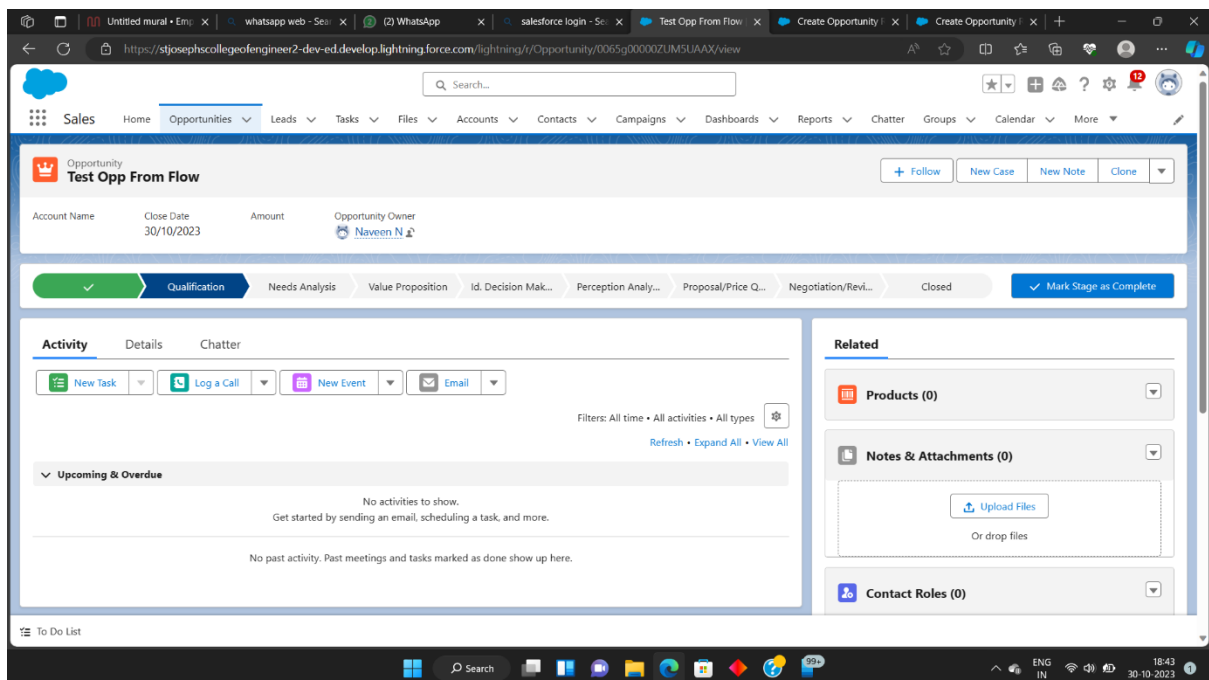 Untitled mural • Emp
whatsapp web - Sear
(2) WhatsApp
salesforce login - Sea
Test Opp From Flow |
Create Opportunity F
Create Opportunity F
https://stjosephscollegeofengineer2-dev-ed.develop.lightning.force.com/lightning/r/Opportunity/0065g00000ZUM5UAAX/view
Search...
12
Sales Home Opportunities Leads Tasks Files Accounts Contacts Campaigns Dashboards Reports Chatter Groups Calendar More
Opportunity
Test Opp From Flow
+ Follow New Case New Note Clone
Account Name Close Date Amount Opportunity Owner
30/10/2023 Naveen N
Qualification Needs Analysis Value Proposition Id. Decision Mak... Perception Analy... Proposal/Price Q... Negotiation/Revi... Closed Mark Stage as Complete
Activity Details Chatter
New Task Log a Call New Event Email
Filters: All time • All activities • All types
Refresh • Expand All • View All
Upcoming & Overdue
No activities to show.
Get started by sending an email, scheduling a task, and more.
No past activity. Past meetings and tasks marked as done show up here.
Related
Products (0)
Notes & Attachments (0)
Upload Files
Or drop files
Contact Roles (0)
To Do List
Search
99+
ENG
IN
18:43
30-10-2023
1